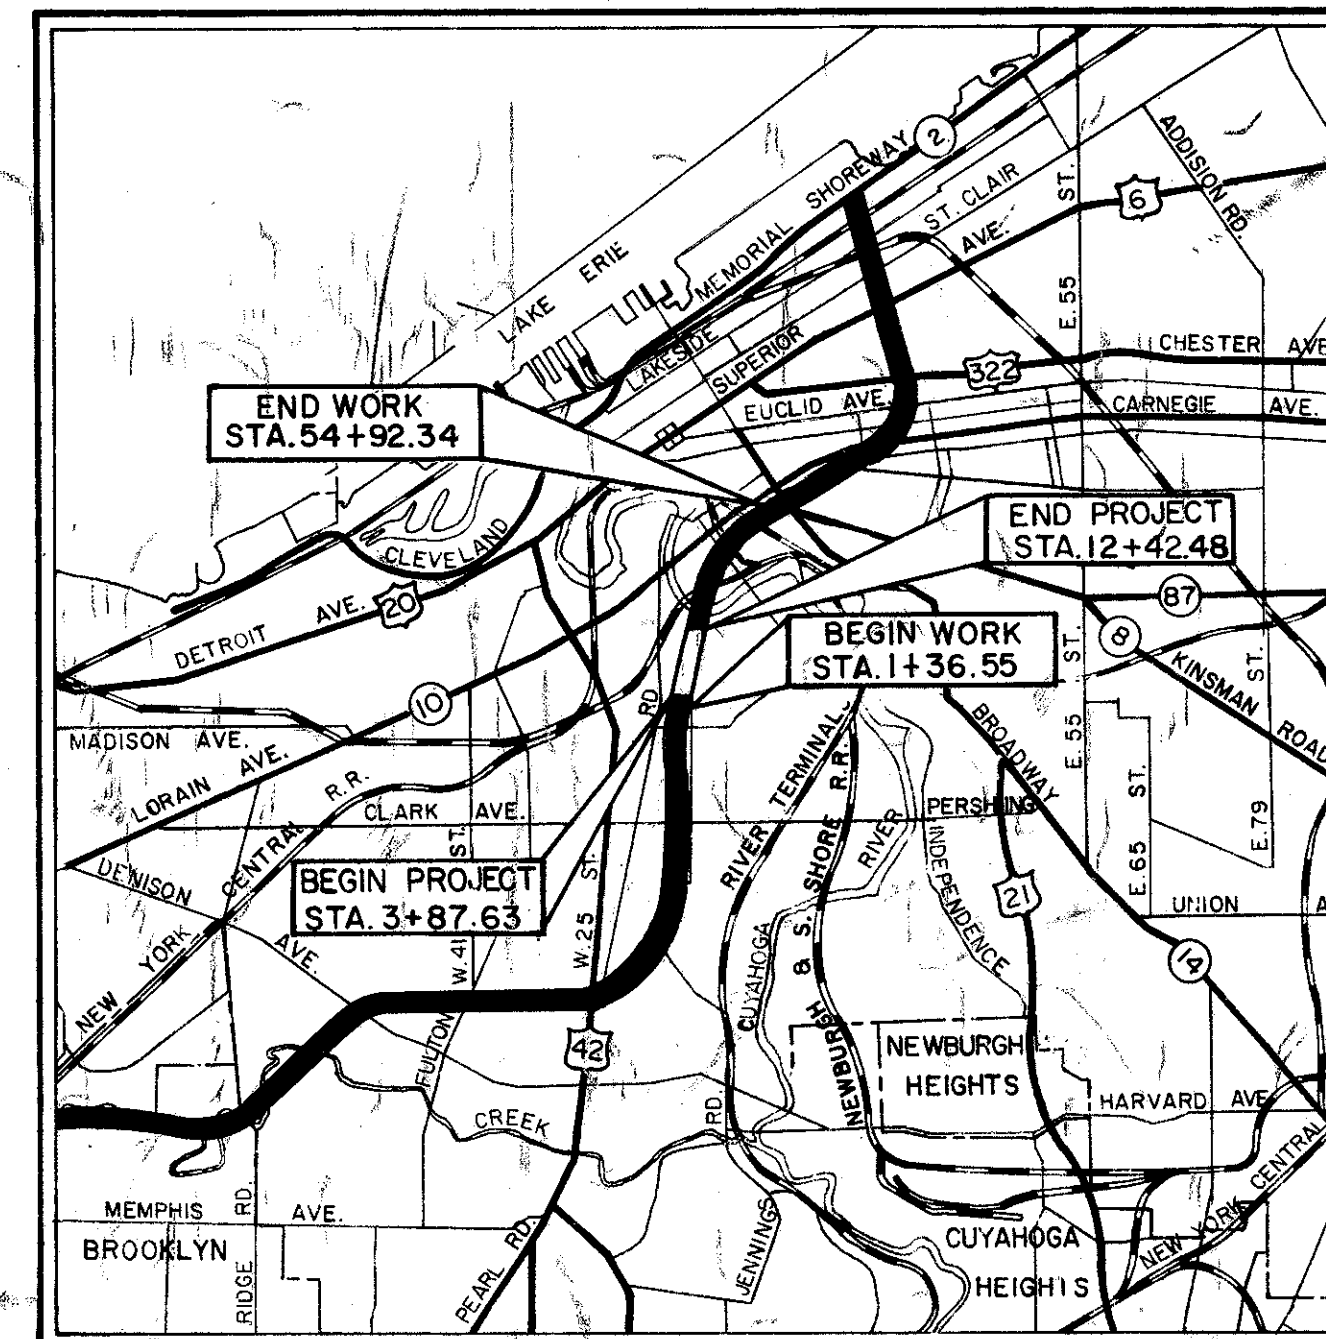 SHOREWAY
2
ADDISION RD.
ST. CLAIR
AVE.
6
E. 55 ST.
LAKE ERIE
MEMORIAL
LAKESIDE
SUPERIOR
322
CHESTER AVE
EUCLID AVE.
CARNEGIE AVE.
END WORK
STA. 54+92.34
END PROJECT
STA. 12+42.48
CLEVELAND
DETROIT AVE.
20
87
8
BEGIN WORK
STA. 1+36.55
KINSMAN ROAD
E. 55 ST.
ST.
10
RD
MADISON AVE.
LORAIN AVE.
BROADWAY
RIVER TERMINAL
R.R.
CLARK AVE.
PERSHING
NEW YORK CENTRAL R.R.
DENISON AVE.
BEGIN PROJECT
STA. 3+87.63
W. 41 ST.
W. 25 ST.
NEWBURGH & S. SHORE R.R.
CUYAHOGA RIVER
INDEPENDENCE
21
E. 65 ST.
E. 79
UNION A
14
FULTON
42
NEWBURGH
HEIGHTS
HARVARD AVE
CREEK
RD.
JENNINGS
MEMPHIS AVE.
BROOKLYN
RIDGE RD.
PEARL RD.
CUYAHOGA
HEIGHTS
NEW YORK CENTRAL